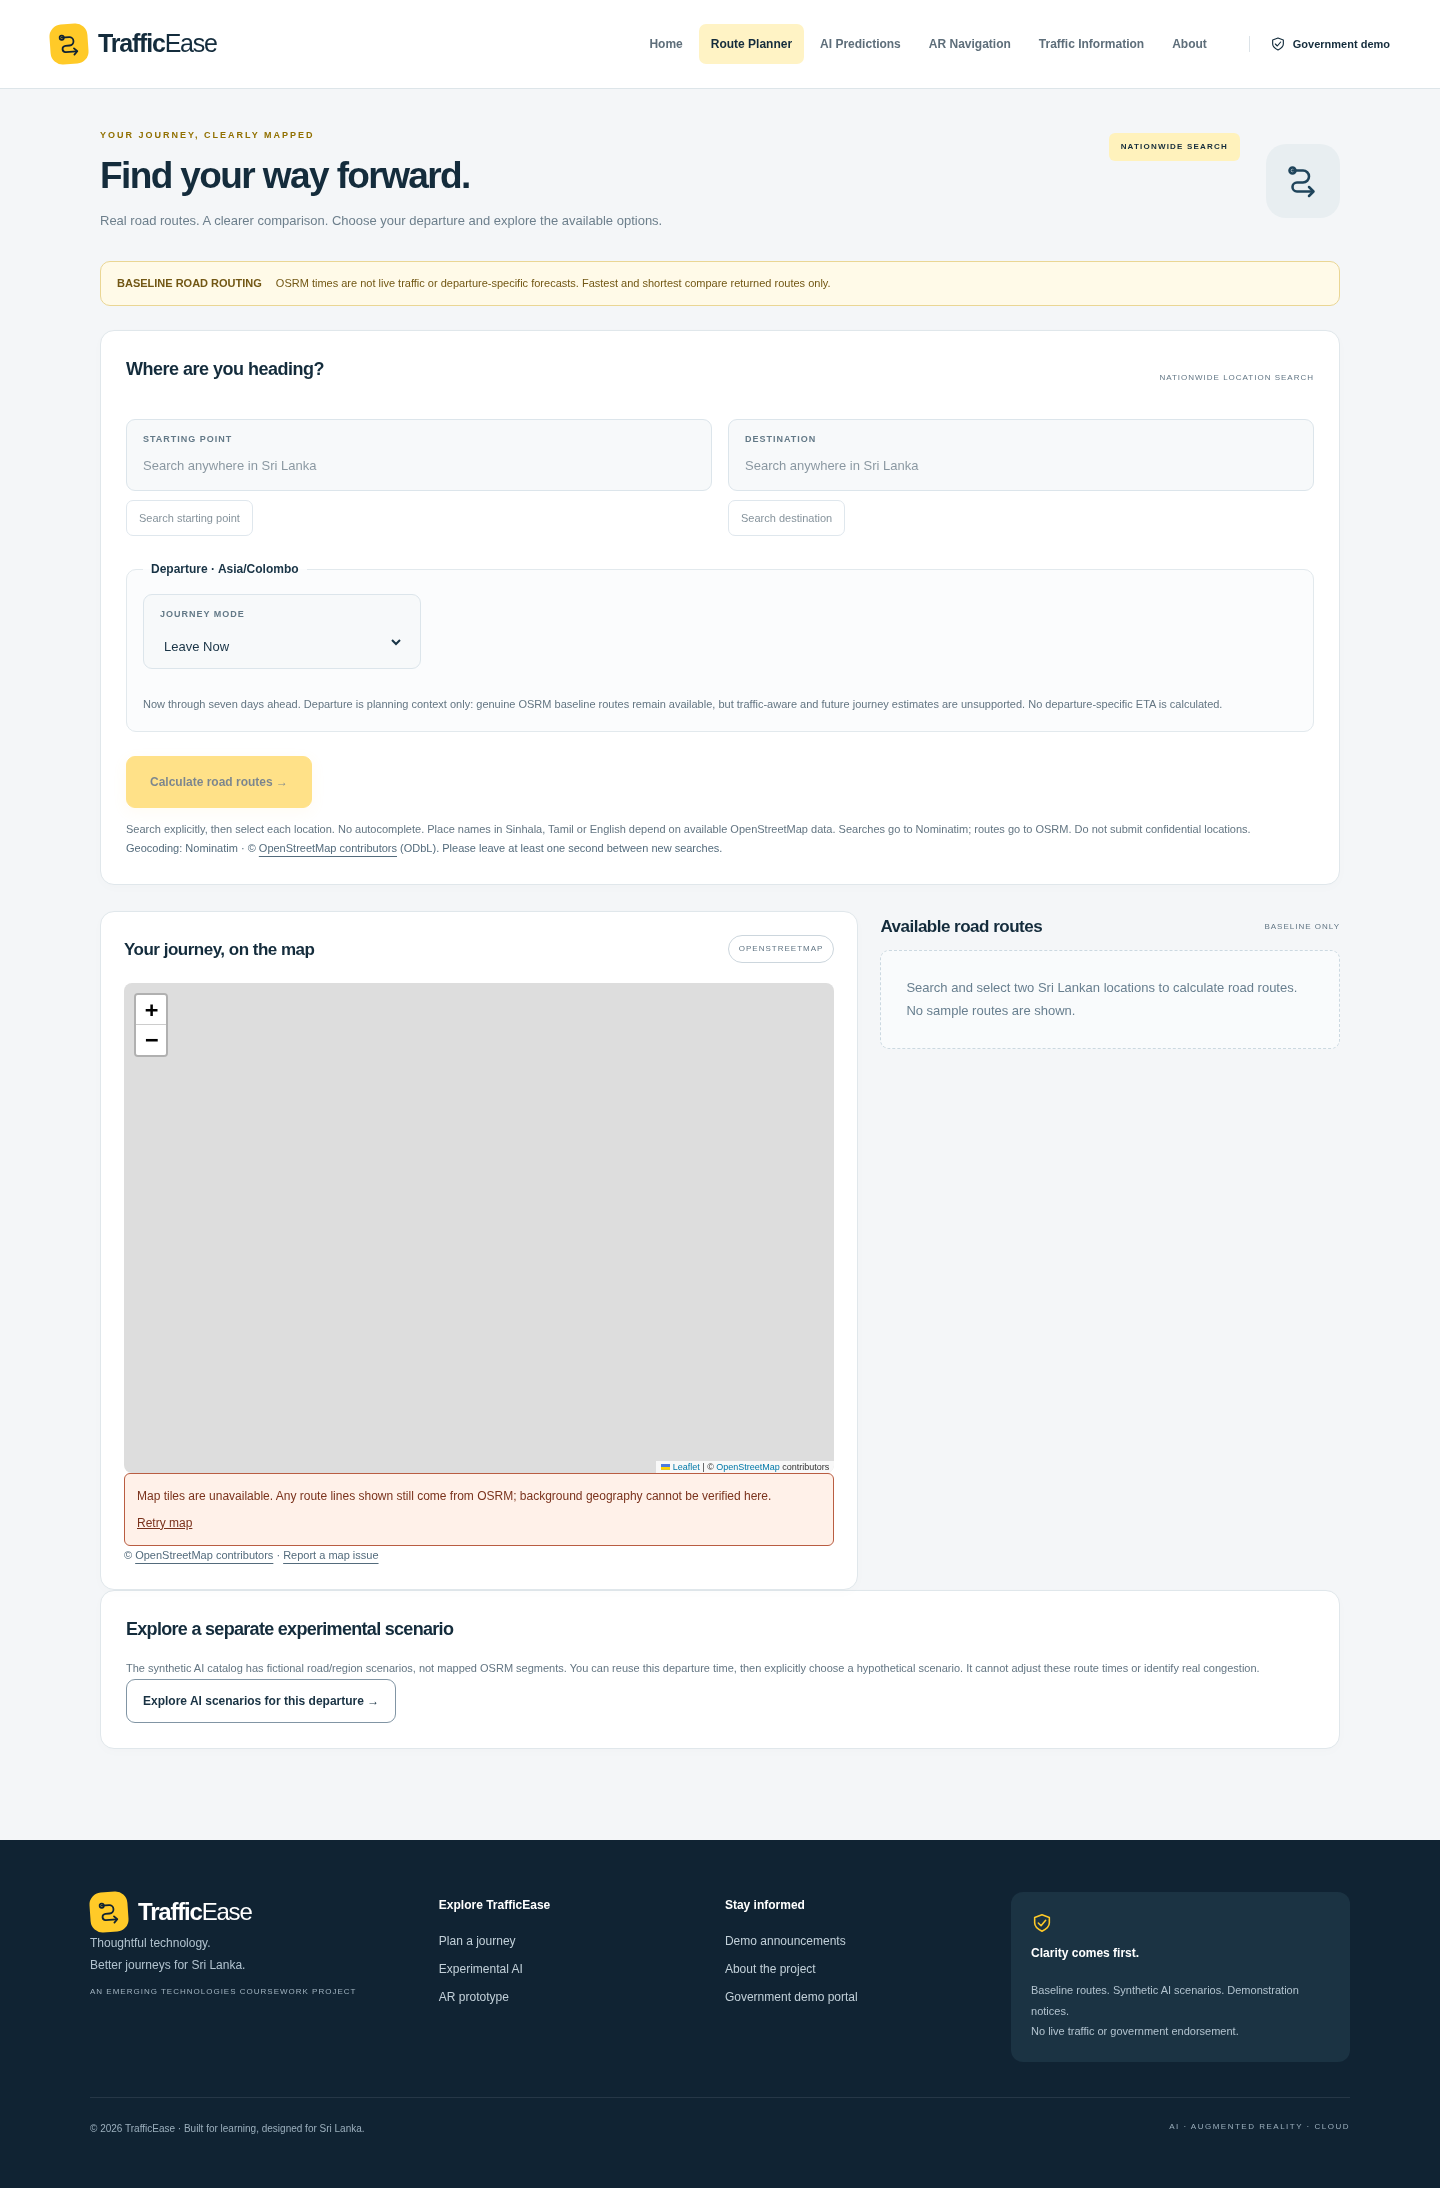 TrafficEase
Home
Route Planner
AI Predictions
AR Navigation
Traffic Information
About
Government demo
YOUR JOURNEY, CLEARLY MAPPED
Find your way forward.
Real road routes. A clearer comparison. Choose your departure and explore the available options.
NATIONWIDE SEARCH
BASELINE ROAD ROUTING OSRM times are not live traffic or departure-specific forecasts. Fastest and shortest compare returned routes only.
Where are you heading?
NATIONWIDE LOCATION SEARCH
STARTING POINT
Search anywhere in Sri Lanka
Search starting point
DESTINATION
Search anywhere in Sri Lanka
Search destination
Departure · Asia/Colombo
JOURNEY MODE
Leave Now
Now through seven days ahead. Departure is planning context only: genuine OSRM baseline routes remain available, but traffic-aware and future journey estimates are unsupported. No departure-specific ETA is calculated.
Calculate road routes →
Search explicitly, then select each location. No autocomplete. Place names in Sinhala, Tamil or English depend on available OpenStreetMap data. Searches go to Nominatim; routes go to OSRM. Do not submit confidential locations.
Geocoding: Nominatim · © OpenStreetMap contributors (ODbL). Please leave at least one second between new searches.
Your journey, on the map
OPENSTREETMAP
+
−
Leaflet | © OpenStreetMap contributors
Map tiles are unavailable. Any route lines shown still come from OSRM; background geography cannot be verified here.
Retry map
© OpenStreetMap contributors · Report a map issue
Available road routes
BASELINE ONLY
Search and select two Sri Lankan locations to calculate road routes.
No sample routes are shown.
Explore a separate experimental scenario
The synthetic AI catalog has fictional road/region scenarios, not mapped OSRM segments. You can reuse this departure time, then explicitly choose a hypothetical scenario. It cannot adjust these route times or identify real congestion.
Explore AI scenarios for this departure →
TrafficEase
Thoughtful technology.
Better journeys for Sri Lanka.
AN EMERGING TECHNOLOGIES COURSEWORK PROJECT
Explore TrafficEase
Plan a journey
Experimental AI
AR prototype
Stay informed
Demo announcements
About the project
Government demo portal
Clarity comes first.
Baseline routes. Synthetic AI scenarios. Demonstration
notices.
No live traffic or government endorsement.
© 2026 TrafficEase · Built for learning, designed for Sri Lanka.
AI · AUGMENTED REALITY · CLOUD